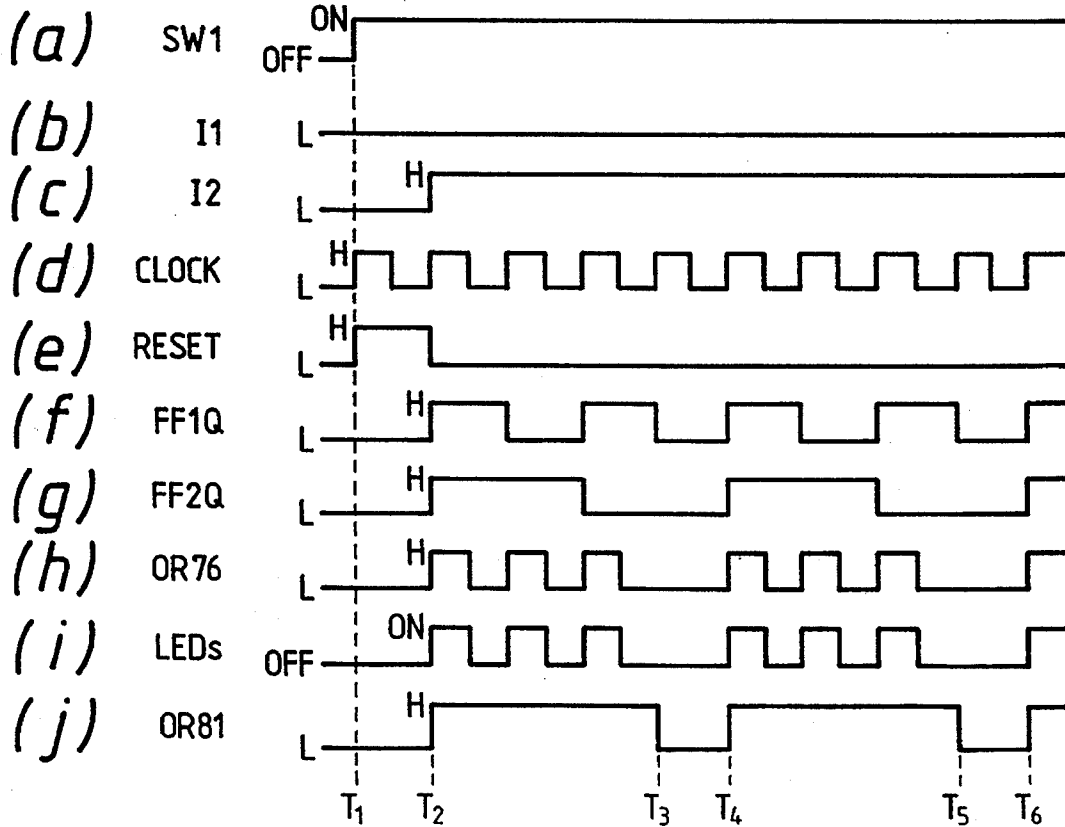 (a) SW1 ON
OFF
(b) I1 L
(c) I2 H
L
(d) CLOCK H
L
(e) RESET H
L
(f) FF1Q H
L
(g) FF2Q H
L
(h) OR76 H
L
(i) LEDs ON
OFF
(j) OR81 H
L
T1 T2 T3 T4 T5 T6